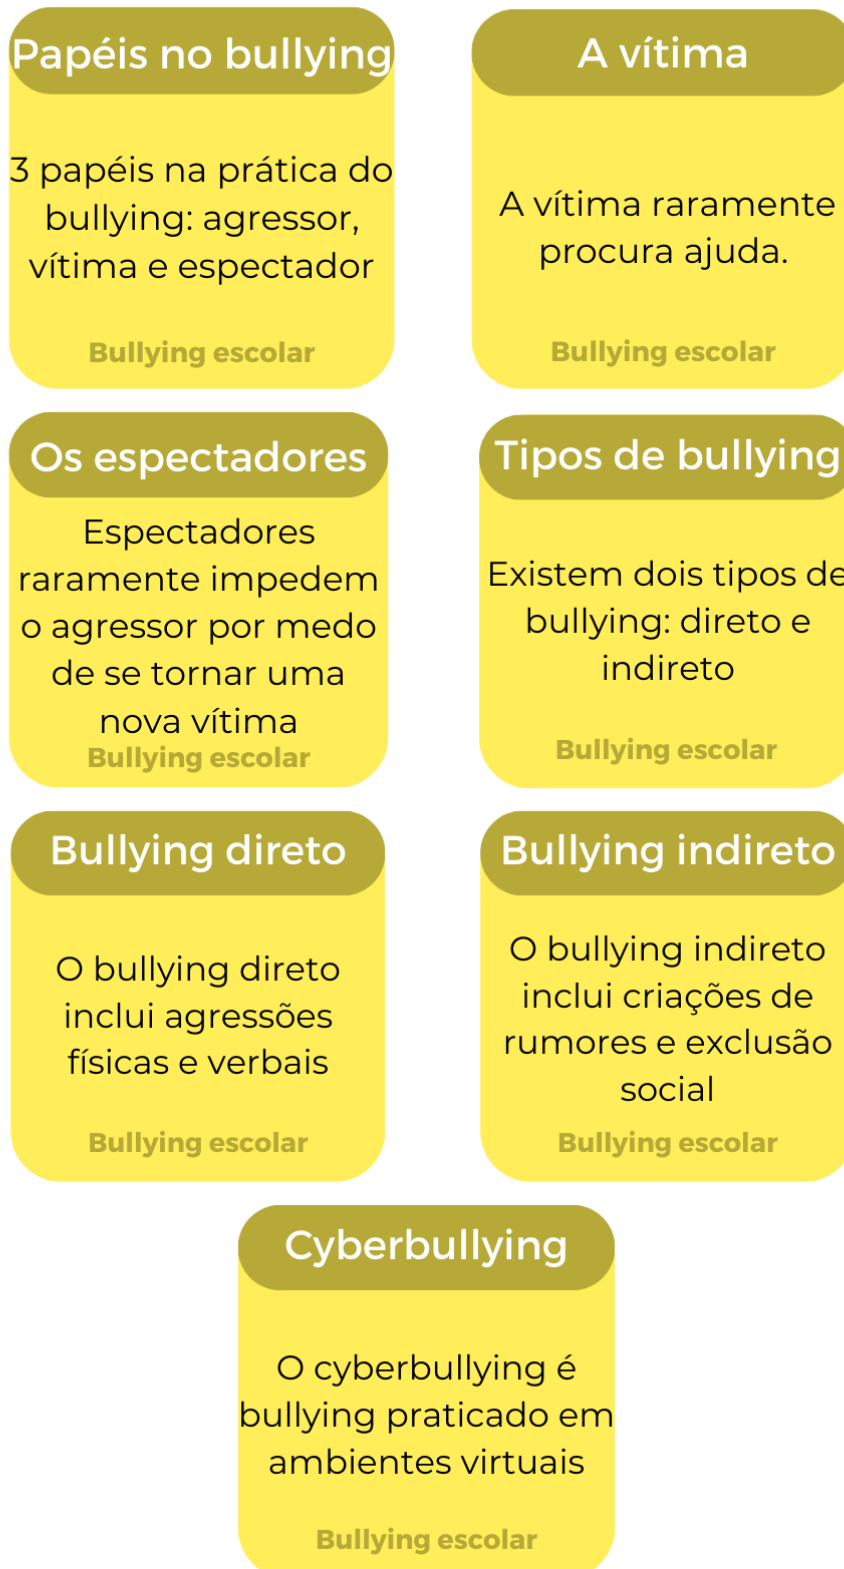 Papéis no bullying
3 papéis na prática do
bullying: agressor,
vítima e espectador
Bullying escolar
A vítima
A vítima raramente
procura ajuda.
Bullying escolar
Os espectadores
Espectadores
raramente impedem
o agressor por medo
de se tornar uma
nova vítima
Bullying escolar
Tipos de bullying
Existem dois tipos de
bullying: direto e
indireto
Bullying escolar
Bullying direto
O bullying direto
inclui agressões
físicas e verbais
Bullying escolar
Bullying indireto
O bullying indireto
inclui criações de
rumores e exclusão
social
Bullying escolar
Cyberbullying
O cyberbullying é
bullying praticado em
ambientes virtuais
Bullying escolar